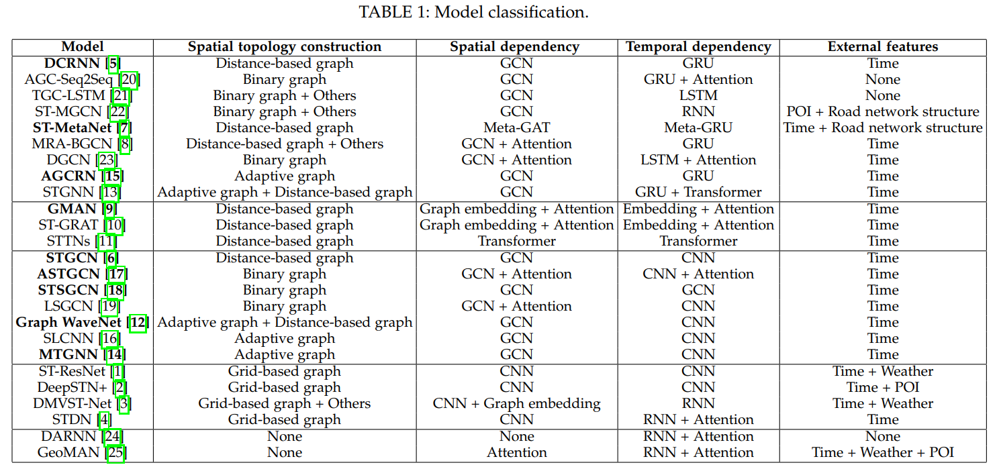 TABLE 1: Model classification.
Model Spatial topology construction Spatial dependency Temporal dependency External features
DCRNN [5] Distance-based graph GCN GRU Time
AGC-Seq2Seq [20] Binary graph GCN GRU + Attention None
TGC-LSTM [21] Binary graph + Others GCN LSTM None
ST-MGCN [22] Binary graph + Others GCN RNN POI + Road network structure
ST-MetaNet [7] Distance-based graph Meta-GAT Meta-GRU Time + Road network structure
MRA-BGCN [8] Distance-based graph + Others GCN + Attention GRU Time
DGCN [23] Binary graph GCN + Attention LSTM + Attention Time
AGCRN [15] Adaptive graph GCN GRU Time
STGNN [13] Adaptive graph + Distance-based graph GCN GRU + Transformer Time
GMAN [9] Distance-based graph Graph embedding + Attention Embedding + Attention Time
ST-GRAT [10] Distance-based graph Graph embedding + Attention Embedding + Attention Time
STTNs [11] Distance-based graph Transformer Transformer Time
STGCN [6] Distance-based graph GCN CNN Time
ASTGCN [17] Binary graph GCN + Attention CNN + Attention Time
STSGCN [18] Binary graph GCN GCN Time
LSGCN [19] Binary graph GCN + Attention CNN Time
Graph WaveNet [12] Adaptive graph + Distance-based graph GCN CNN Time
SLCNN [16] Adaptive graph GCN CNN Time
MTGNN [14] Adaptive graph GCN CNN Time
ST-ResNet [1] Grid-based graph CNN CNN Time + Weather
DeepSTN+ [2] Grid-based graph CNN CNN Time + POI
DMVST-Net [3] Grid-based graph + Others CNN + Graph embedding RNN Time + Weather
STDN [4] Grid-based graph CNN RNN + Attention Time
DARNN [24] None None RNN + Attention None
GeoMAN [25] None Attention RNN + Attention Time + Weather + POI